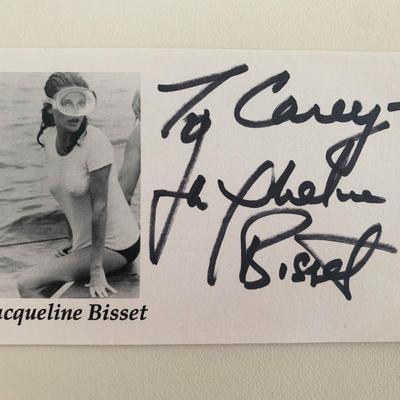 To Carey-
Jacqueline
Bisset
acqueline Bisset